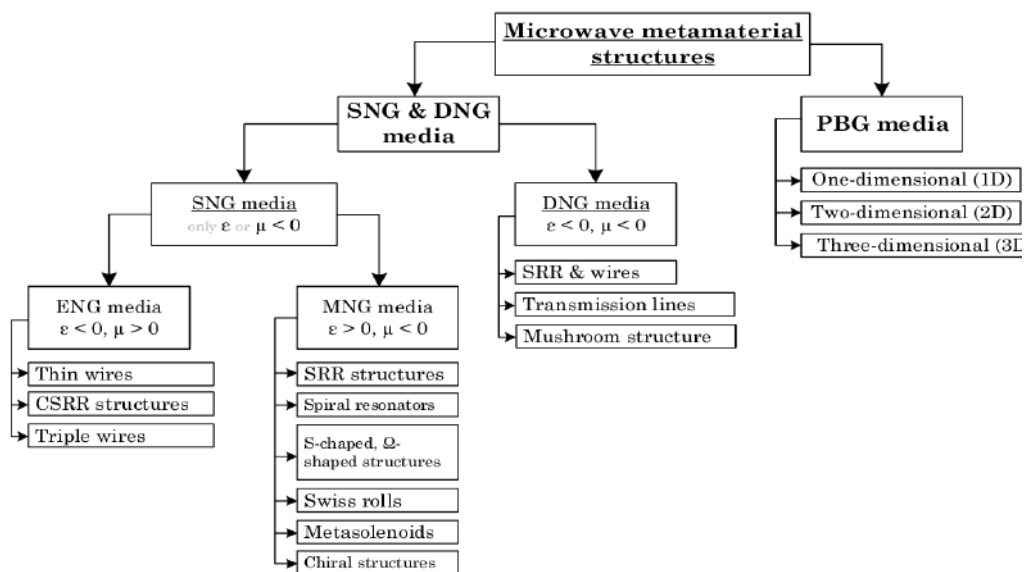 Microwave metamaterial
structures
SNG & DNG
media
PBG media
One-dimensional (1D)
Two-dimensional (2D)
Three-dimensional (3D
SNG media
only ε or μ < 0
DNG media
ε < 0, μ < 0
SRR & wires
Transmission lines
Mushroom structure
ENG media
ε < 0, μ > 0
Thin wires
CSRR structures
Triple wires
MNG media
ε > 0, μ < 0
SRR structures
Spiral resonators
S-chaped, Ω-
shaped structures
Swiss rolls
Metasolenoids
Chiral structures